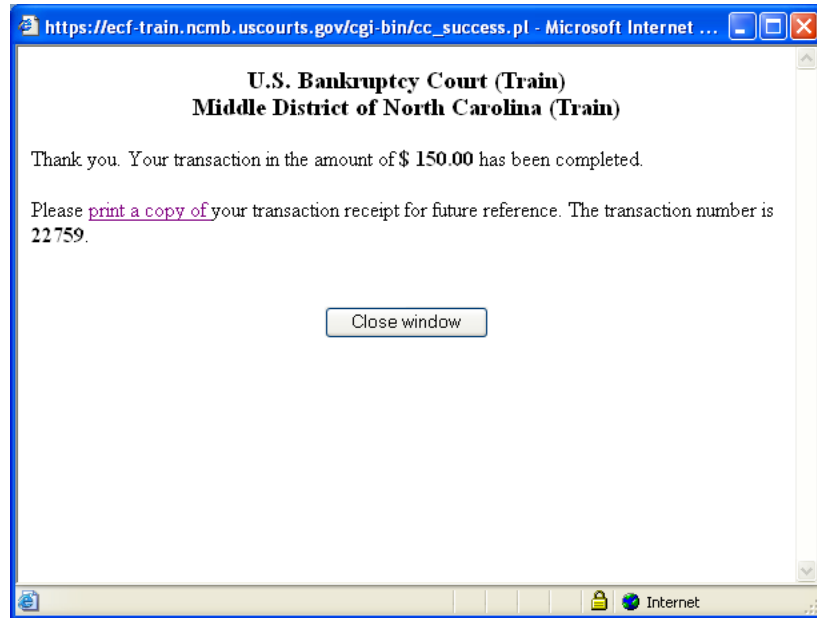 https://ecf-train.ncmb.uscourts.gov/cgi-bin/cc_success.pl - Microsoft Internet ...
U.S. Bankruptcy Court (Train)
Middle District of North Carolina (Train)
Thank you. Your transaction in the amount of $ 150.00 has been completed.
Please print a copy of your transaction receipt for future reference. The transaction number is
22759.
Close window
Internet